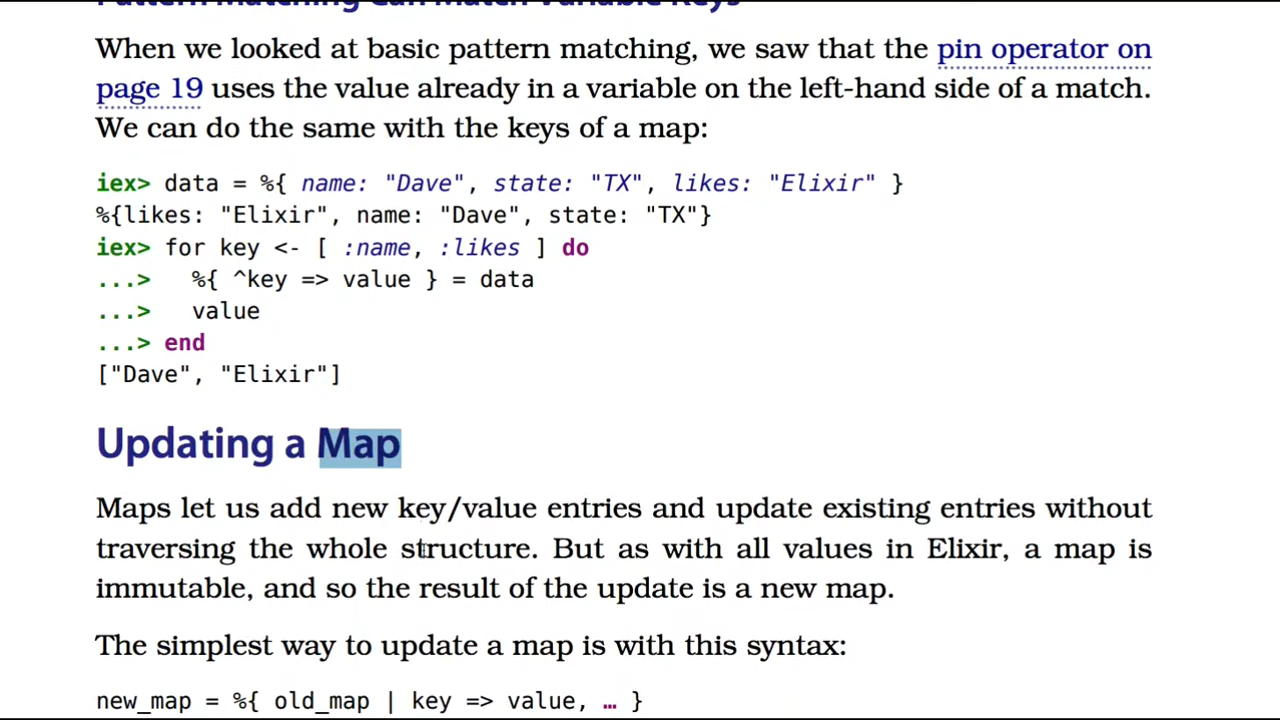 Pattern Matching Can Match Variable Keys
When we looked at basic pattern matching, we saw that the pin operator on
page 19 uses the value already in a variable on the left-hand side of a match.
We can do the same with the keys of a map:
iex> data = %{ name: "Dave", state: "TX", likes: "Elixir" }
%{likes: "Elixir", name: "Dave", state: "TX"}
iex> for key <- [ :name, :likes ] do
...>   %{ ^key => value } = data
...>   value
...> end
["Dave", "Elixir"]
Updating a Map
Maps let us add new key/value entries and update existing entries without
traversing the whole structure. But as with all values in Elixir, a map is
immutable, and so the result of the update is a new map.
The simplest way to update a map is with this syntax:
new_map = %{ old_map | key => value, … }